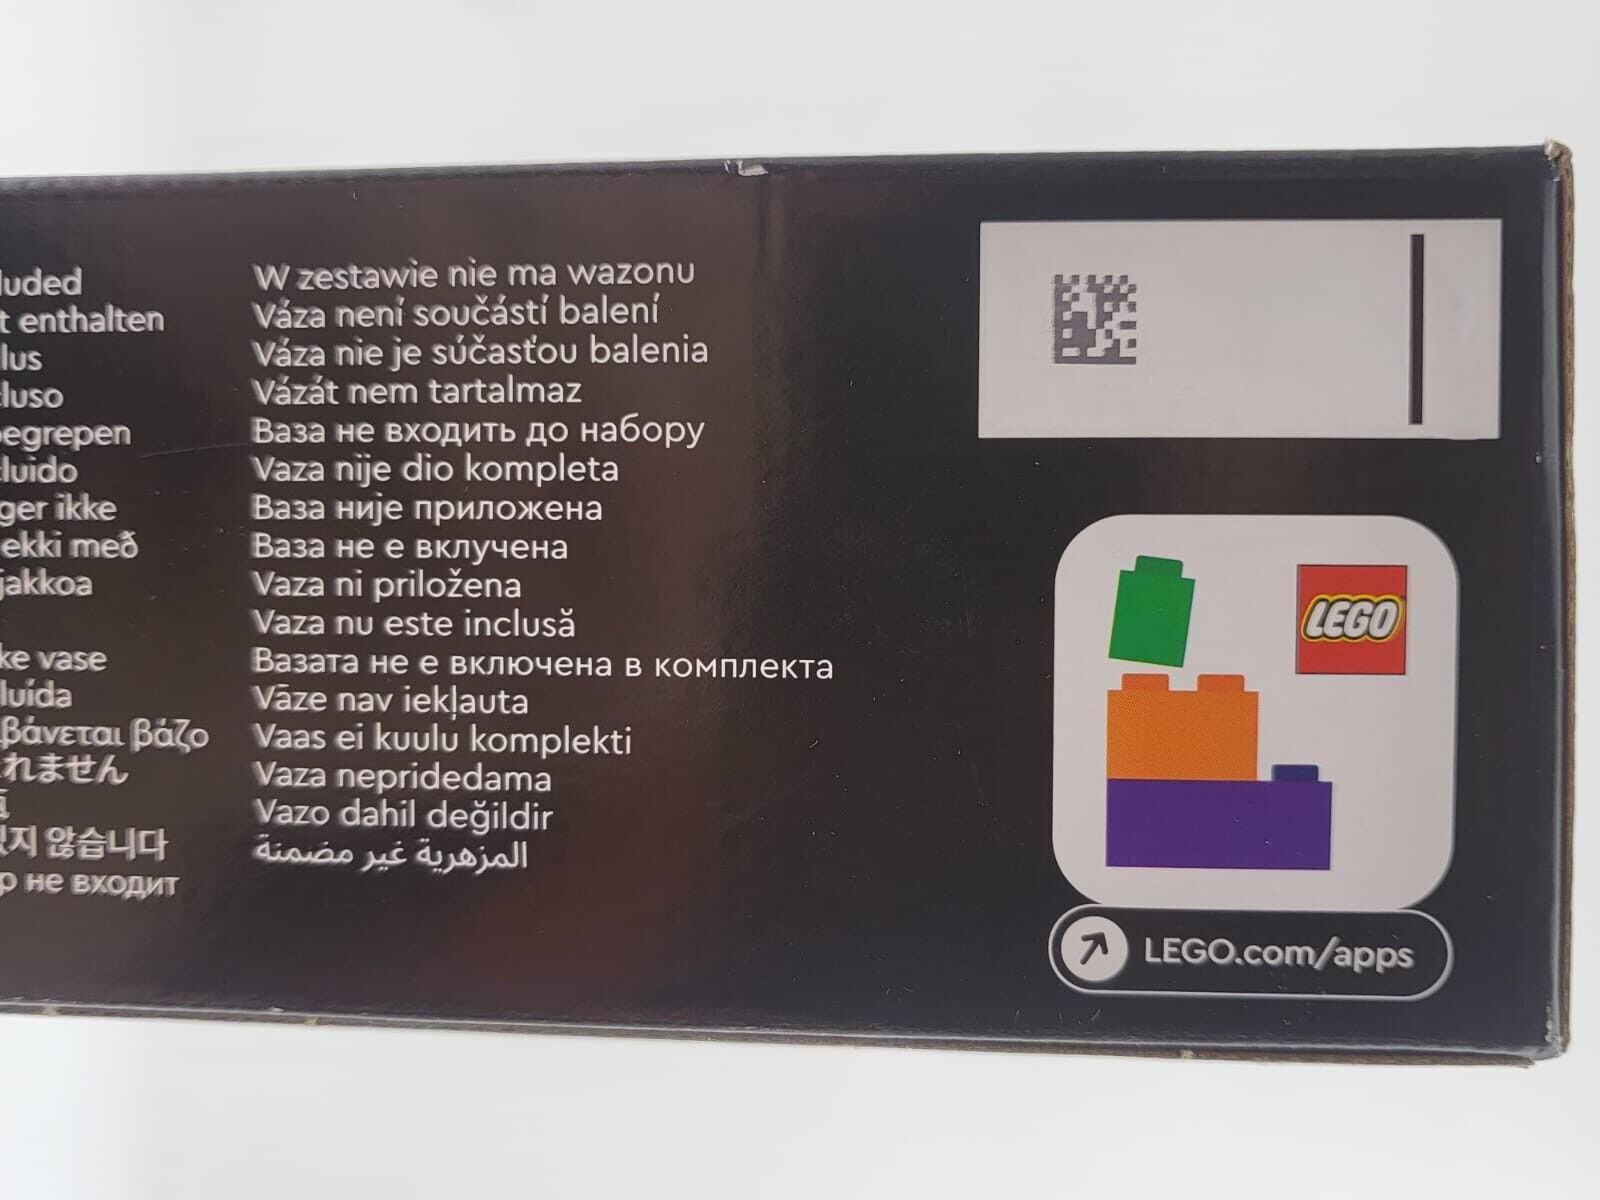 luded
t enthalten
lus
luso
egrepen
luido
ger ikke
ekki með
jakkoa
ke vase
luída
βάνεται βάζο
れません
지 않습니다
р не входит
W zestawie nie ma wazonu
Váza není součástí balení
Váza nie je súčasťou balenia
Vázát nem tartalmaz
Ваза не входить до набору
Vaza nije dio kompleta
Ваза није приложена
Ваза не е вклучена
Vaza ni priložena
Vaza nu este inclusă
Вазата не е включена в комплекта
Vāze nav iekļauta
Vaas ei kuulu komplekti
Vaza nepridedama
Vazo dahil değildir
المزهرية غير مضمنة
LEGO
LEGO.com/apps